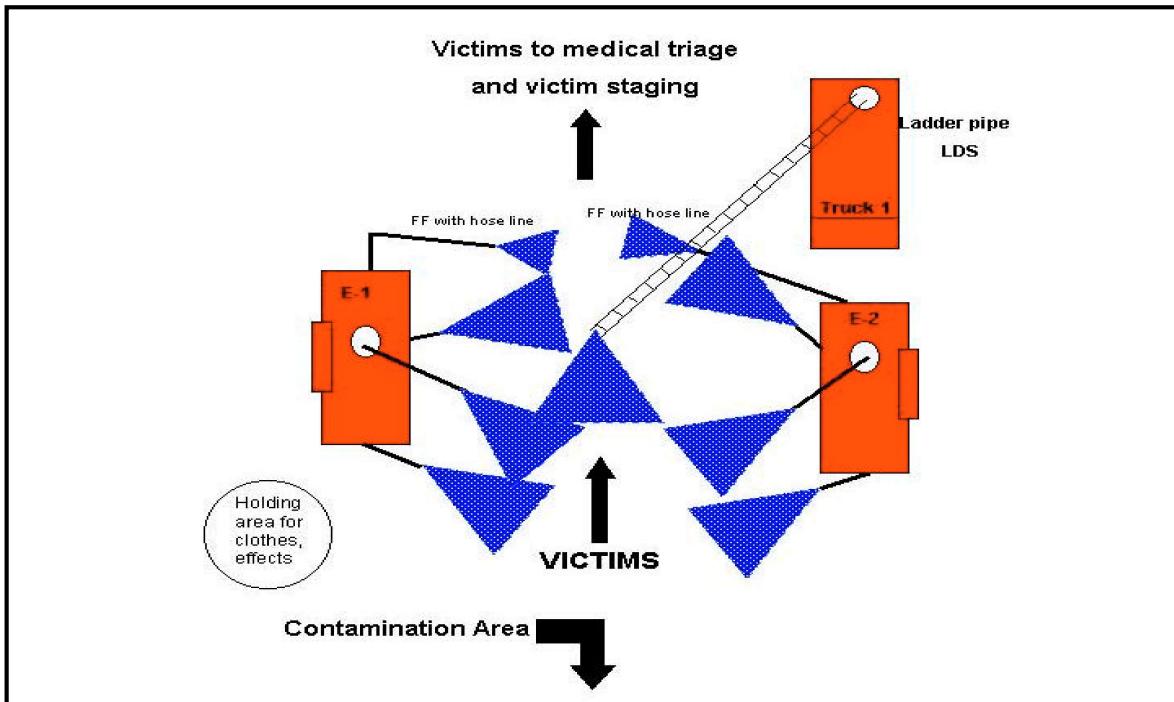 Victims to medical triage
and victim staging
Ladder pipe
LDS
Truck 1
FF with hose line
FF with hose line
E-1
E-2
Holding
area for
clothes,
effects
VICTIMS
Contamination Area